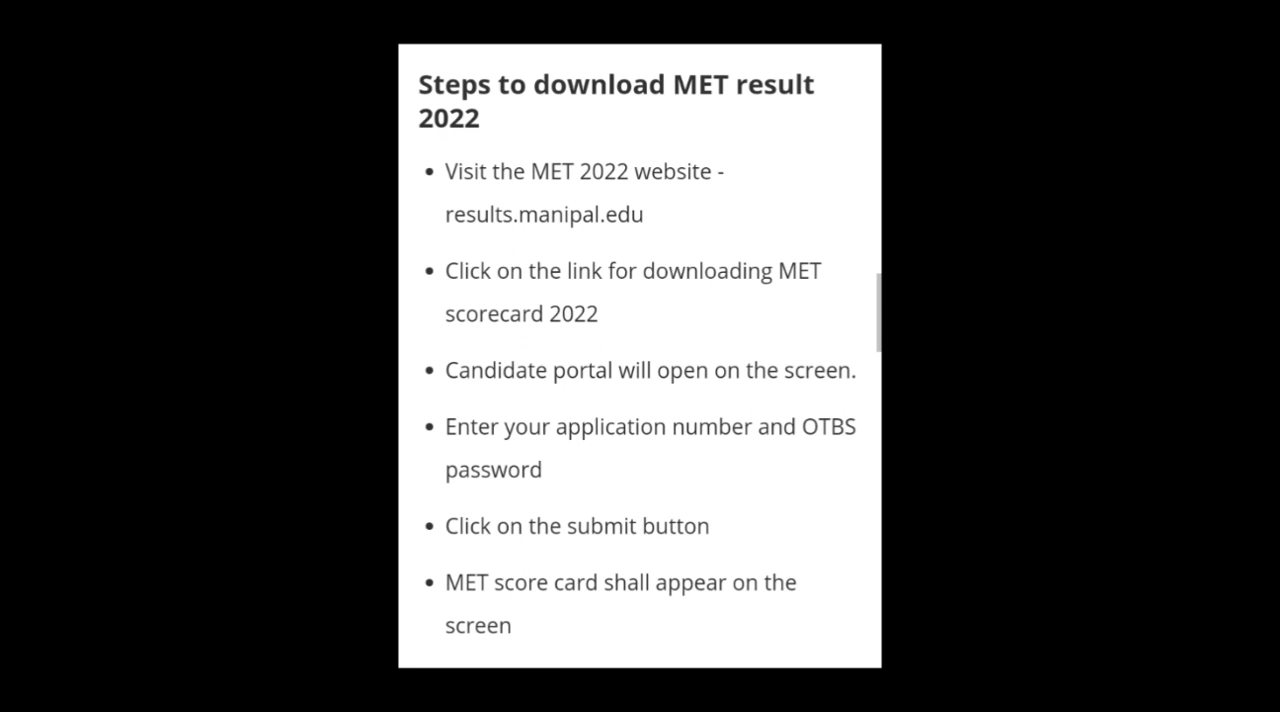 Steps to download MET result
2022
• Visit the MET 2022 website -
results.manipal.edu
• Click on the link for downloading MET
scorecard 2022
• Candidate portal will open on the screen.
• Enter your application number and OTBS
password
• Click on the submit button
• MET score card shall appear on the
screen